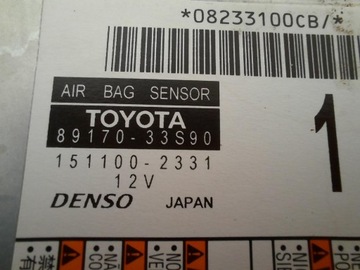 *08233100CB/*
AIR BAG SENSOR
TOYOTA
89170-33S90
151100-2331
12V
DENSO JAPAN
1